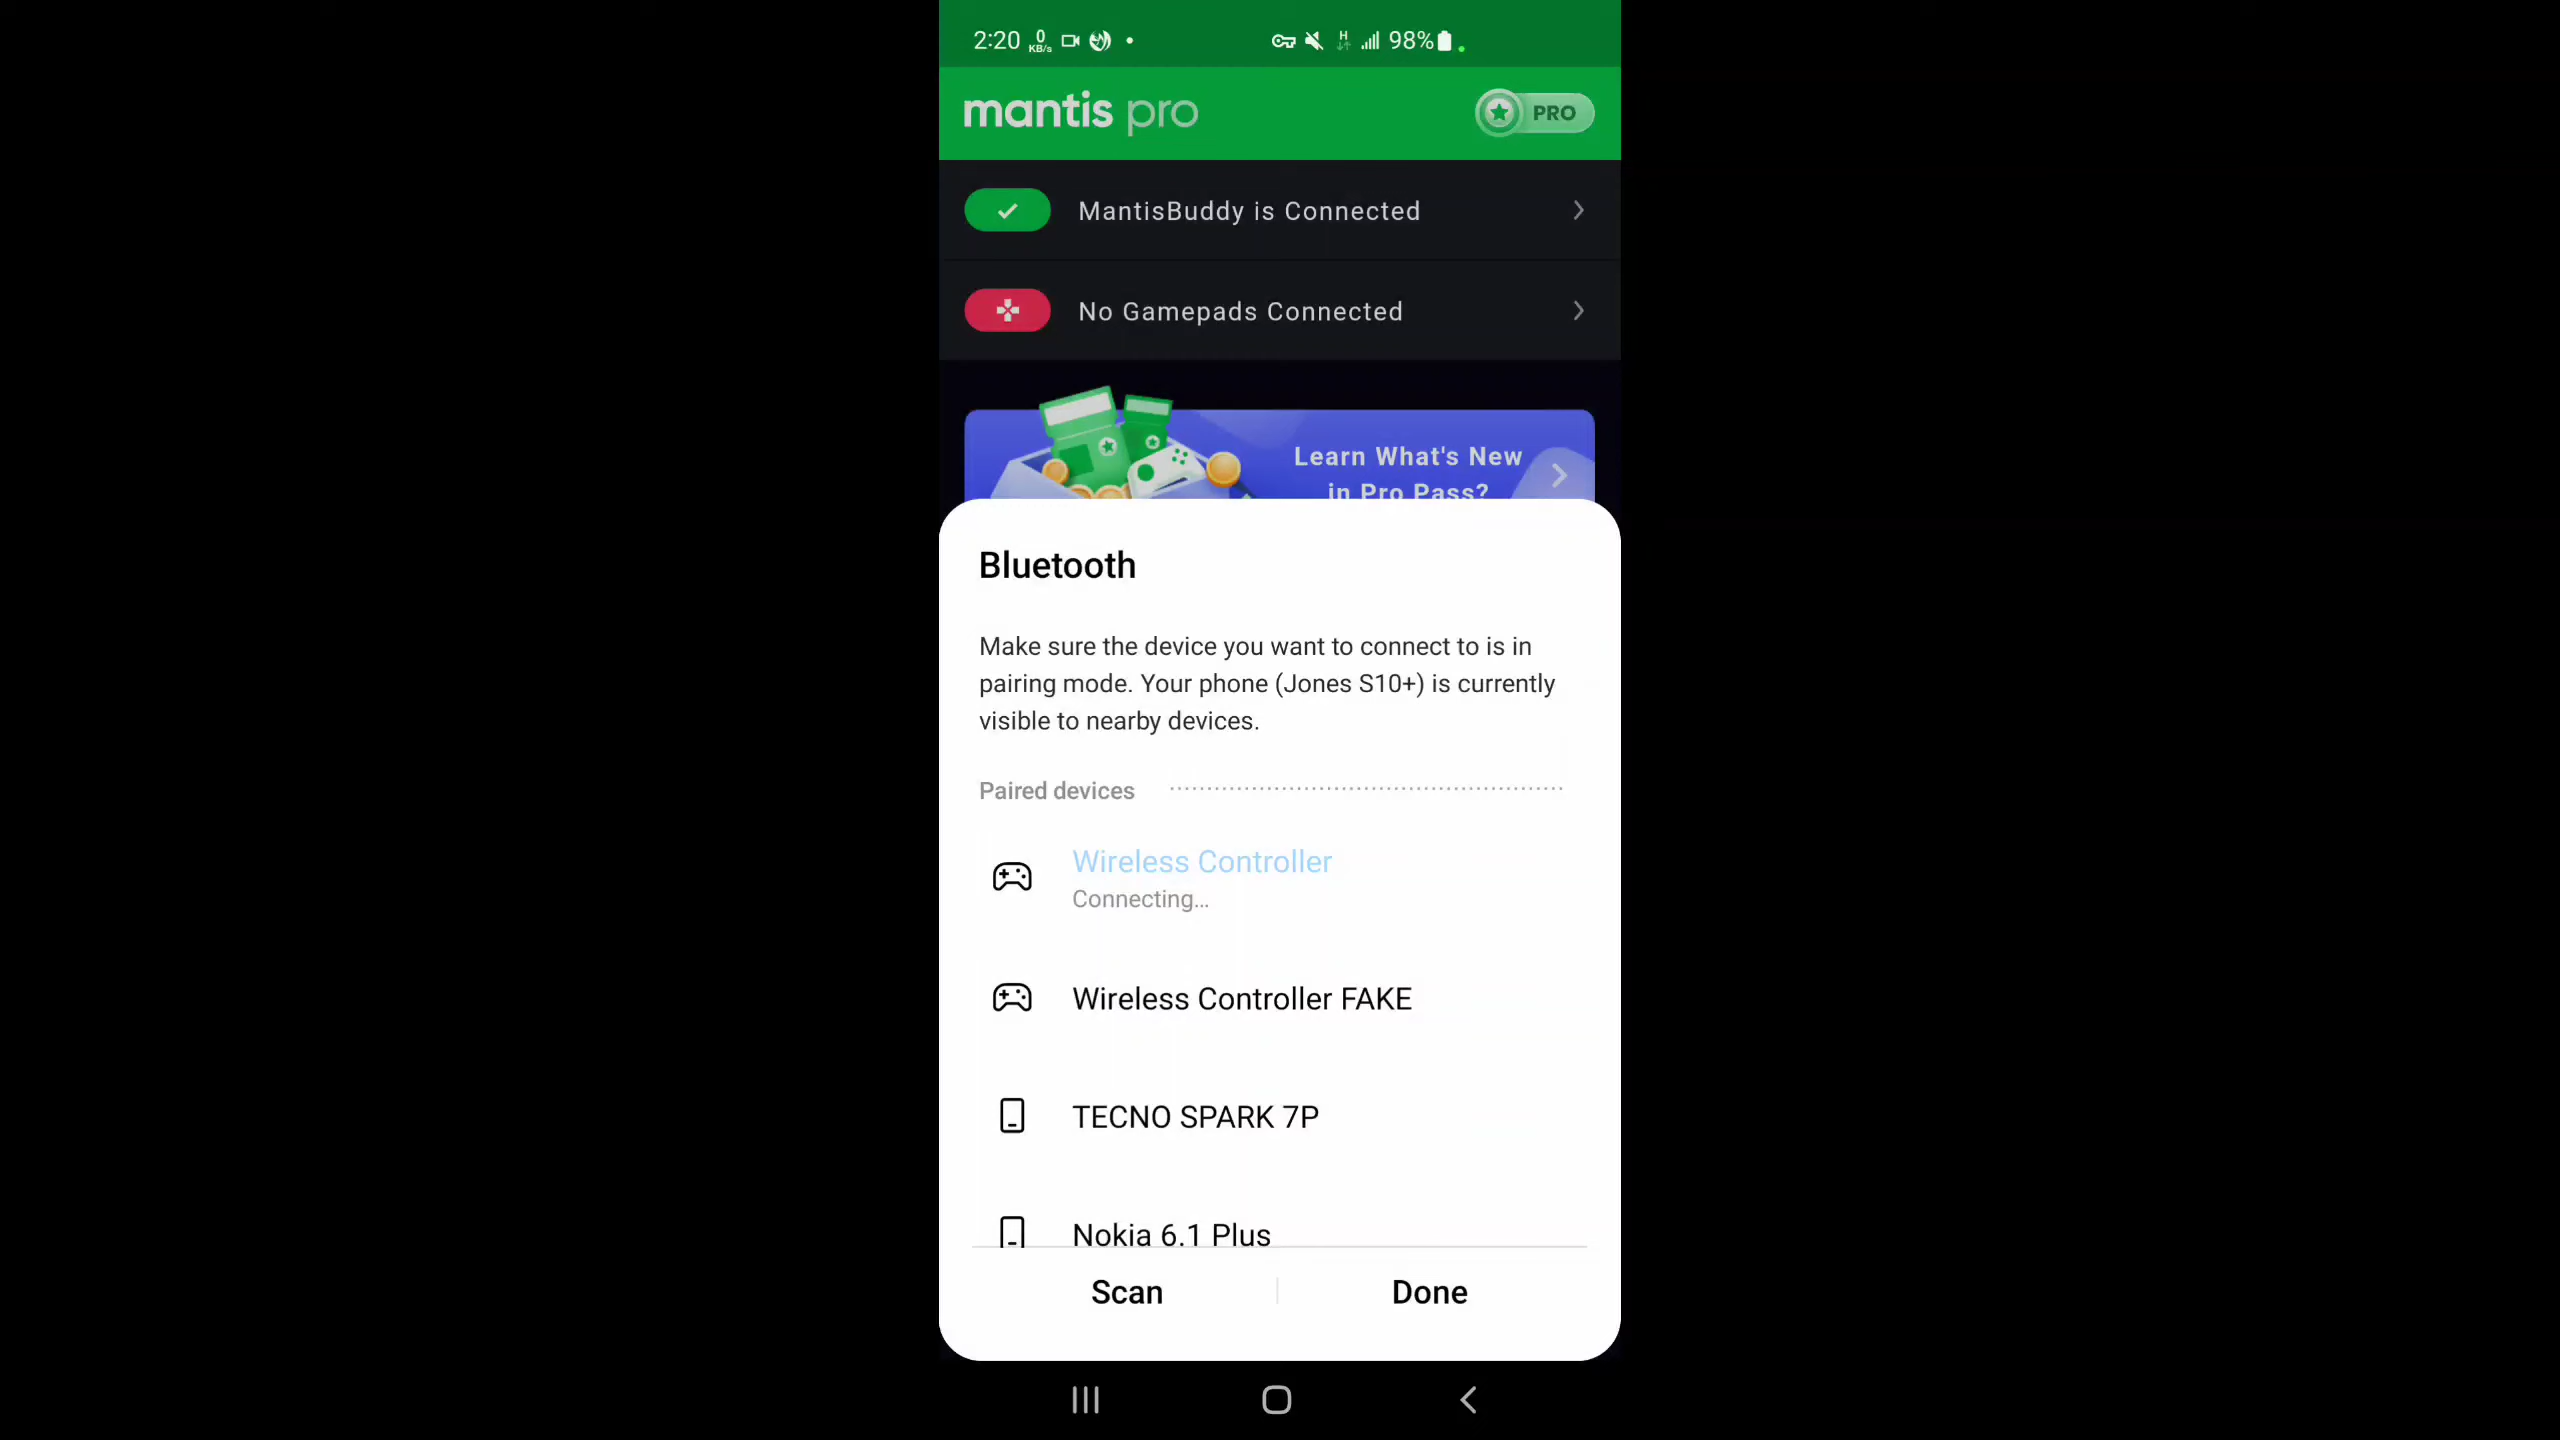 2:20 0 KB/s H 98%
mantis pro PRO
MantisBuddy is Connected
No Gamepads Connected
Learn What's New
in Pro Pass?
Bluetooth
Make sure the device you want to connect to is in
pairing mode. Your phone (Jones S10+) is currently
visible to nearby devices.
Paired devices
Wireless Controller
Connecting...
Wireless Controller FAKE
TECNO SPARK 7P
Nokia 6.1 Plus
Scan Done